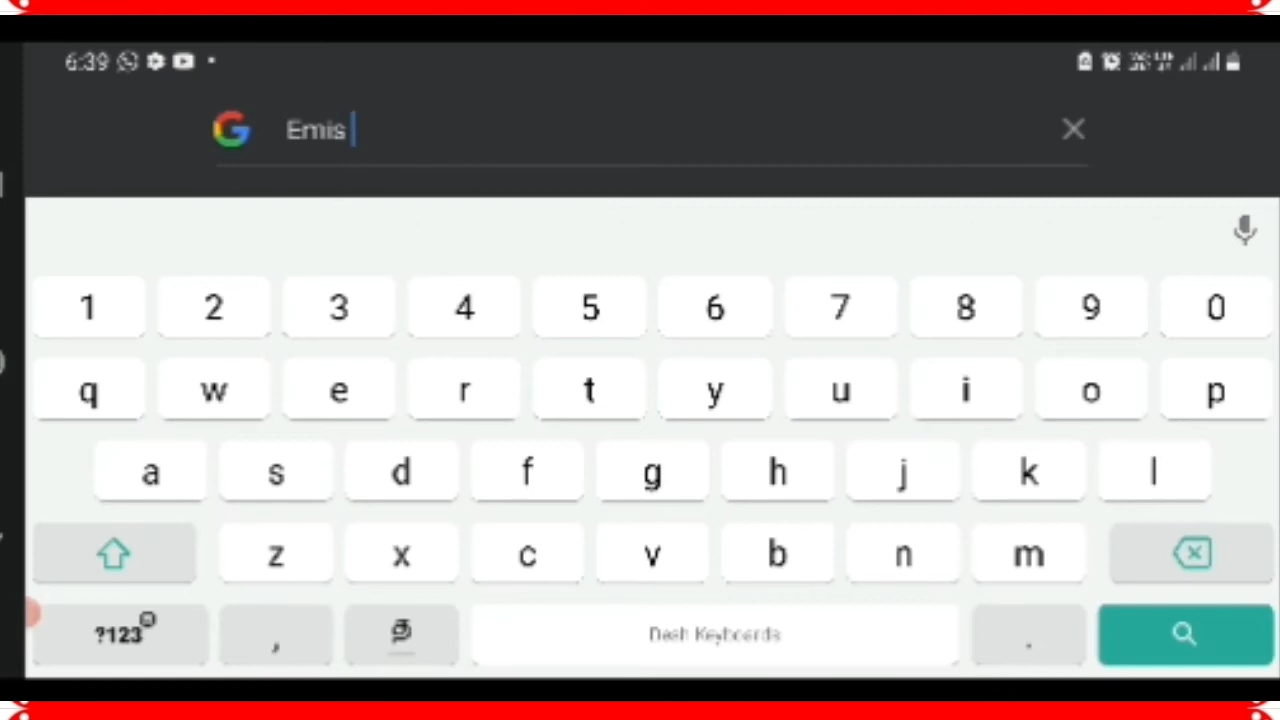 6:39
Emis
1 2 3 4 5 6 7 8 9 0
q w e r t y u i o p
a s d f g h j k l
z x c v b n m
?123 , த Desh Keyboards .